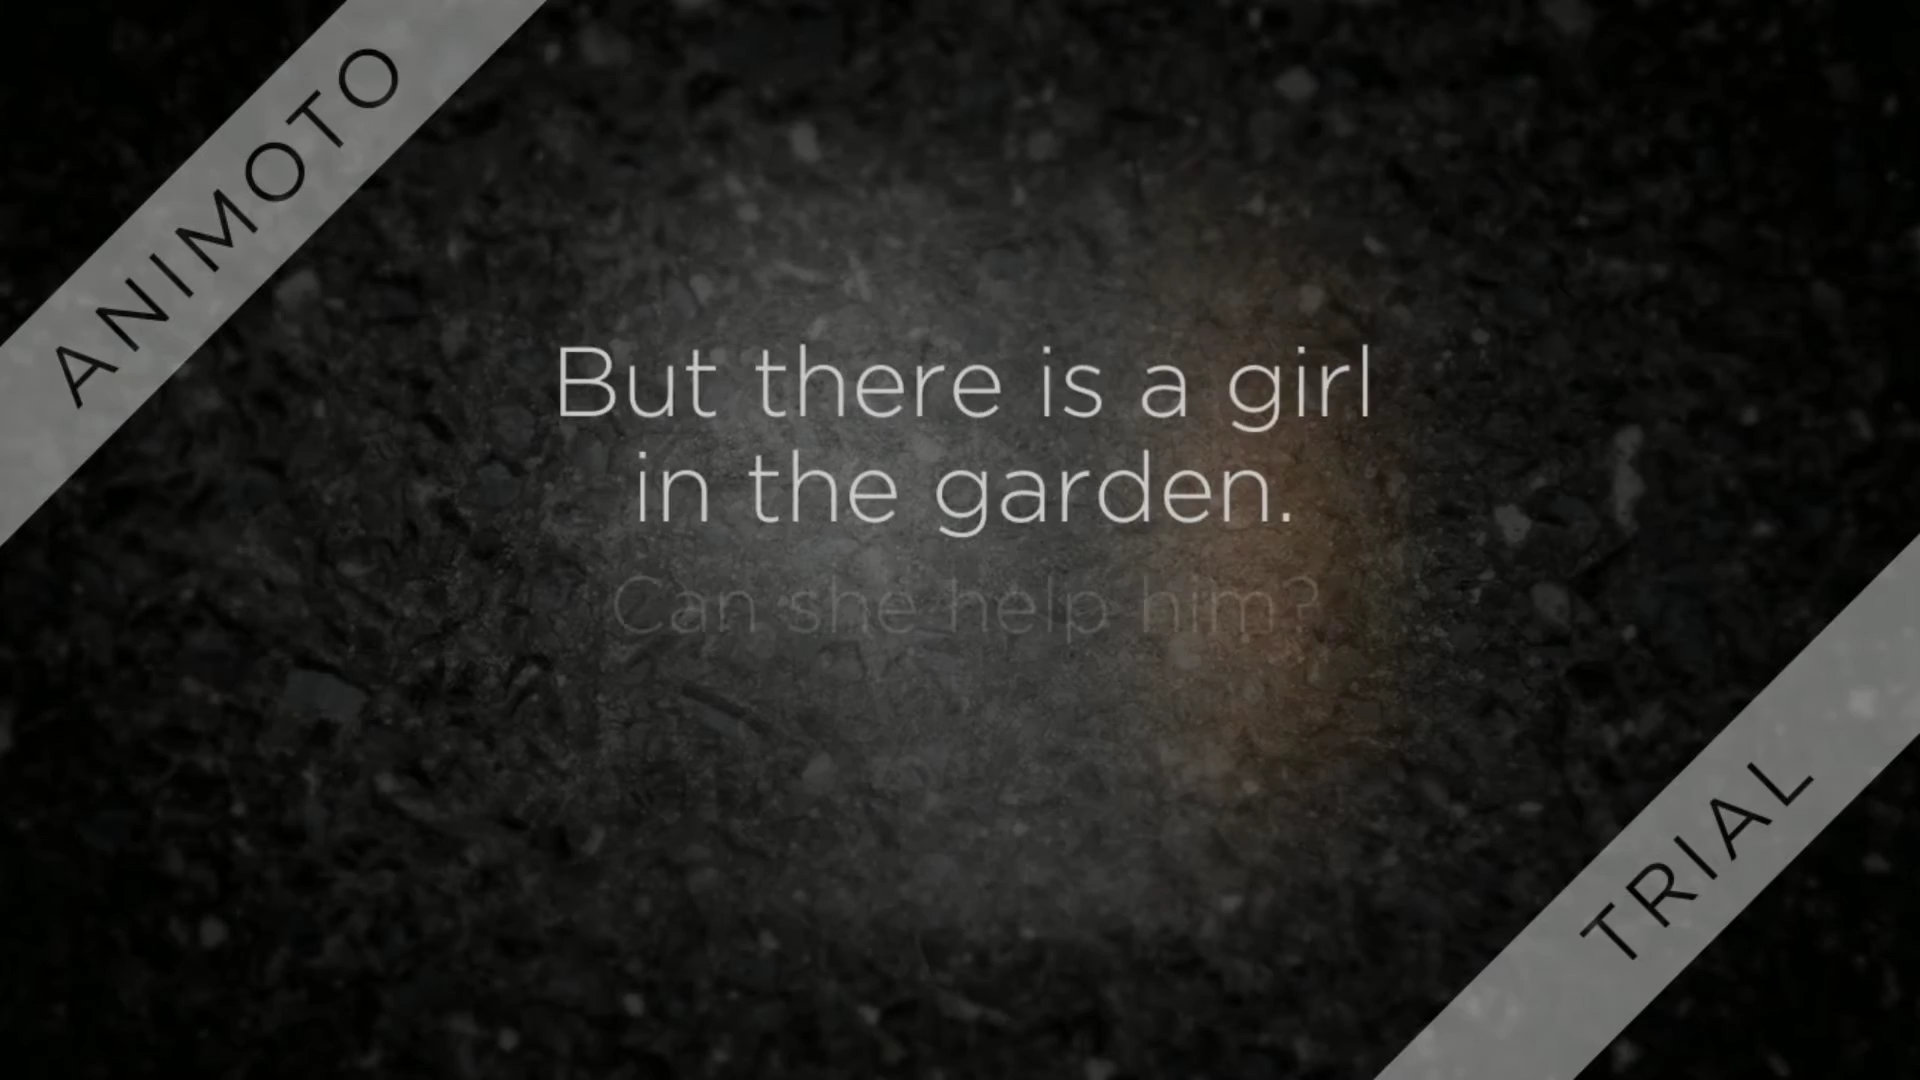 ANIMOTO
But there is a girl
in the garden.
Can she help him?
TRIAL